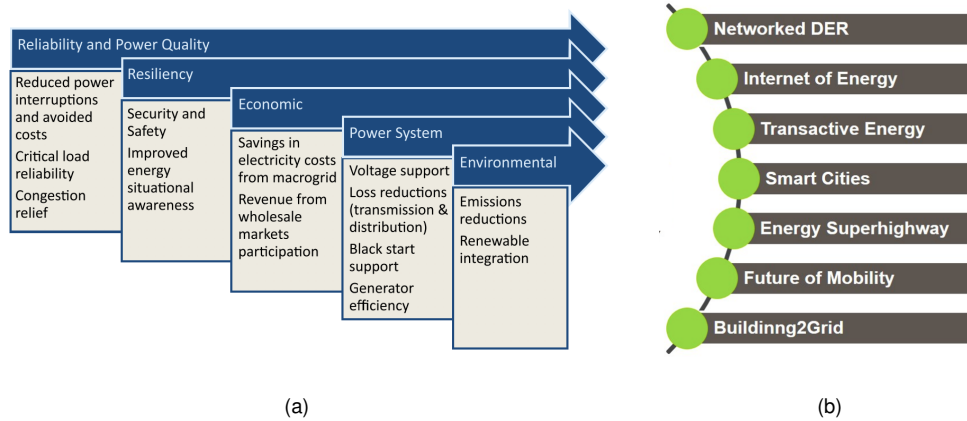 Reliability and Power Quality
Reduced power
interruptions
and avoided
costs
Critical load
reliability
Congestion
relief
Resiliency
Security and
Safety
Improved
energy
situational
awareness
Economic
Savings in
electricity costs
from macrogrid
Revenue from
wholesale
markets
participation
Power System
Voltage support
Loss reductions
(transmission &
distribution)
Black start
support
Generator
efficiency
Environmental
Emissions
reductions
Renewable
integration
(a)
Networked DER
Internet of Energy
Transactive Energy
Smart Cities
Energy Superhighway
Future of Mobility
Buildinng2Grid
(b)